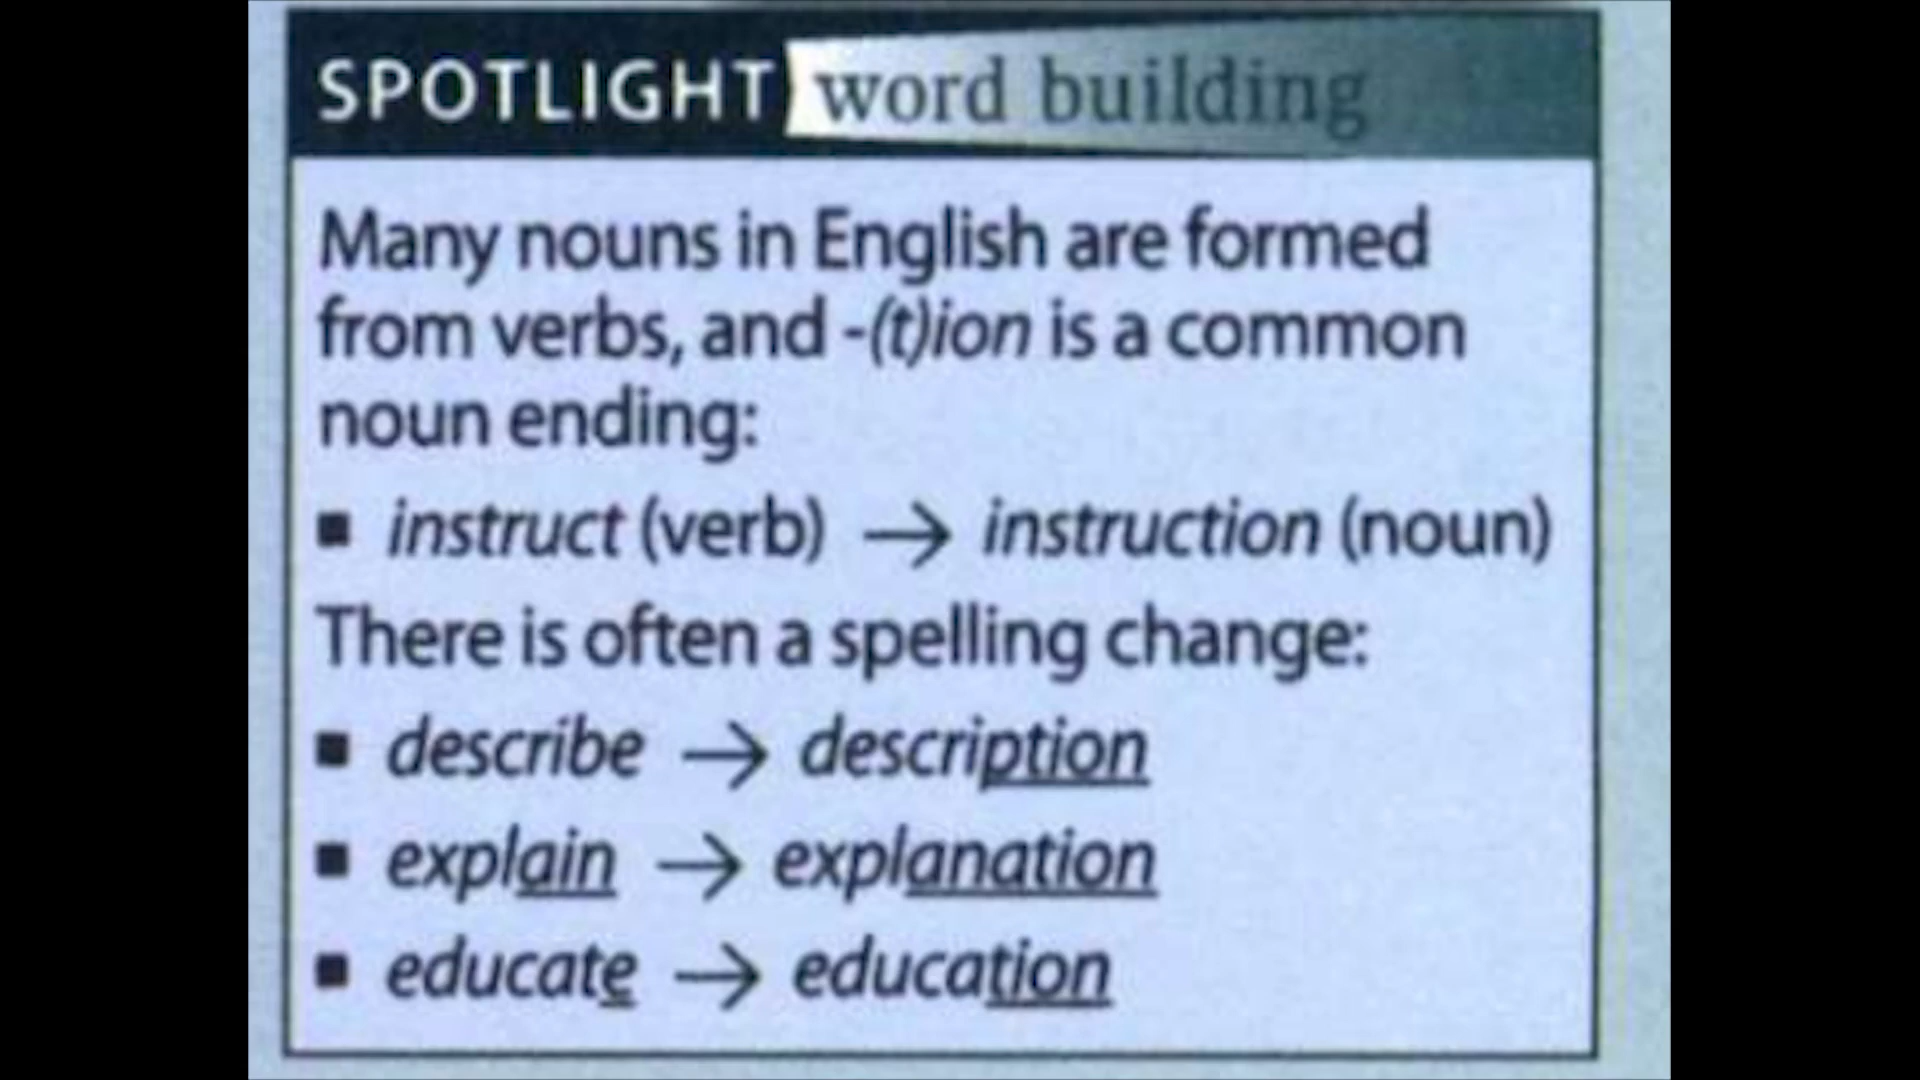 SPOTLIGHT word building
Many nouns in English are formed
from verbs, and -(t)ion is a common
noun ending:
■ instruct (verb) → instruction (noun)
There is often a spelling change:
■ describe → description
■ explain → explanation
■ educate → education